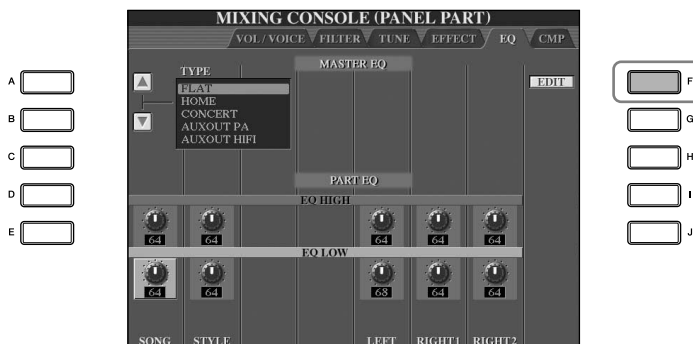 MIXING CONSOLE (PANEL PART)
VOL / VOICE FILTER TUNE EFFECT EQ CMP
MASTER EQ
TYPE
EDIT
FLAT
HOME
CONCERT
AUXOUT PA
AUXOUT HIFI
A
B
C
D
E
F
G
H
I
J
PART EQ
EQ HIGH
64 64 64 64 64
EQ LOW
64 64 68 64 64
SONG STYLE LEFT RIGHT1 RIGHT2